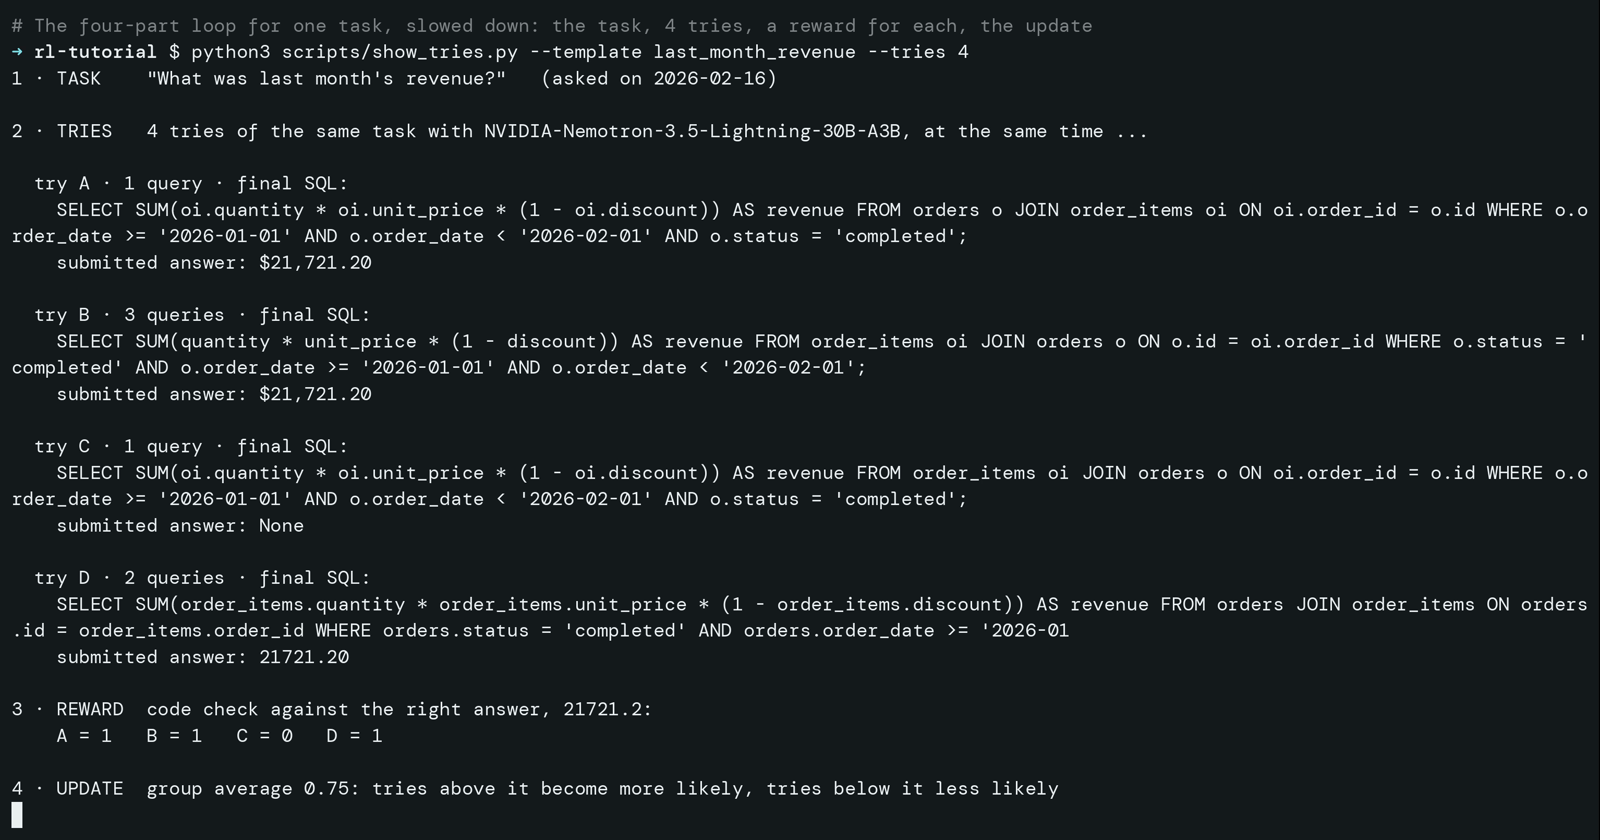 # The four-part loop for one task, slowed down: the task, 4 tries, a reward for each, the update
→ rl-tutorial $ python3 scripts/show_tries.py --template last_month_revenue --tries 4
1 · TASK    "What was last month's revenue?"   (asked on 2026-02-16)
2 · TRIES   4 tries of the same task with NVIDIA-Nemotron-3.5-Lightning-30B-A3B, at the same time ...
try A · 1 query · final SQL:
SELECT SUM(oi.quantity * oi.unit_price * (1 - oi.discount)) AS revenue FROM orders o JOIN order_items oi ON oi.order_id = o.id WHERE o.o
rder_date >= '2026-01-01' AND o.order_date < '2026-02-01' AND o.status = 'completed';
submitted answer: $21,721.20
try B · 3 queries · final SQL:
SELECT SUM(quantity * unit_price * (1 - discount)) AS revenue FROM order_items oi JOIN orders o ON o.id = oi.order_id WHERE o.status = '
completed' AND o.order_date >= '2026-01-01' AND o.order_date < '2026-02-01';
submitted answer: $21,721.20
try C · 1 query · final SQL:
SELECT SUM(oi.quantity * oi.unit_price * (1 - oi.discount)) AS revenue FROM order_items oi JOIN orders o ON oi.order_id = o.id WHERE o.o
rder_date >= '2026-01-01' AND o.order_date < '2026-02-01' AND o.status = 'completed';
submitted answer: None
try D · 2 queries · final SQL:
SELECT SUM(order_items.quantity * order_items.unit_price * (1 - order_items.discount)) AS revenue FROM orders JOIN order_items ON orders
.id = order_items.order_id WHERE orders.status = 'completed' AND orders.order_date >= '2026-01
submitted answer: 21721.20
3 · REWARD  code check against the right answer, 21721.2:
A = 1   B = 1   C = 0   D = 1
4 · UPDATE  group average 0.75: tries above it become more likely, tries below it less likely